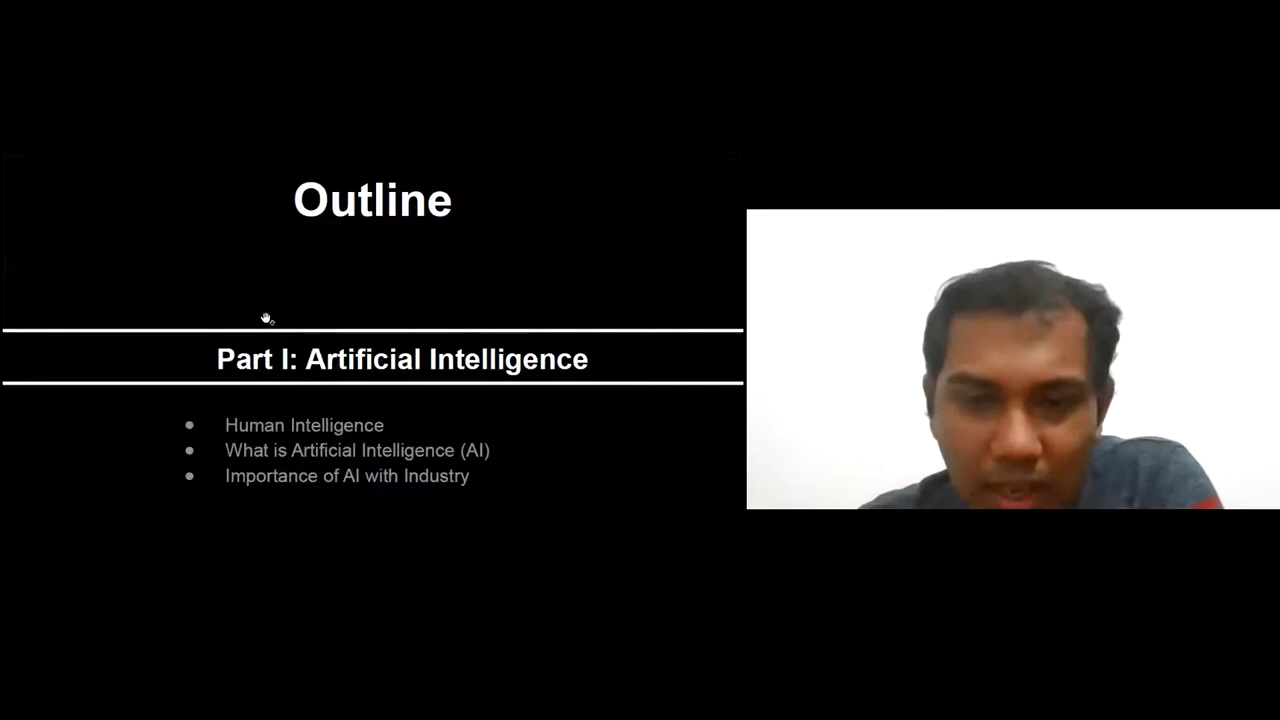 Outline
Part I: Artificial Intelligence
● Human Intelligence
● What is Artificial Intelligence (AI)
● Importance of AI with Industry